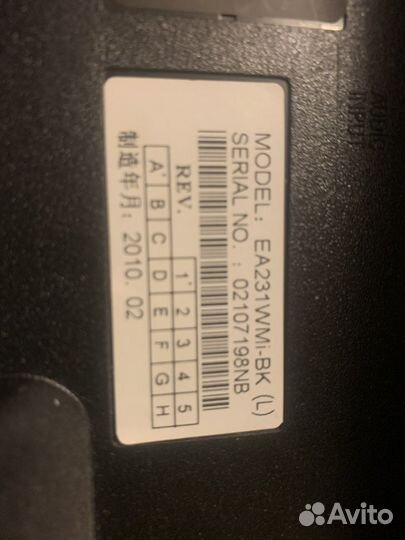 AUDIO
INPUT
MODEL: EA231WMi-BK (L)
SERIAL NO. : 02107198NB
REV. 1 2 3 4 5
A B C D E F G H
制造年月: 2010. 02
Avito